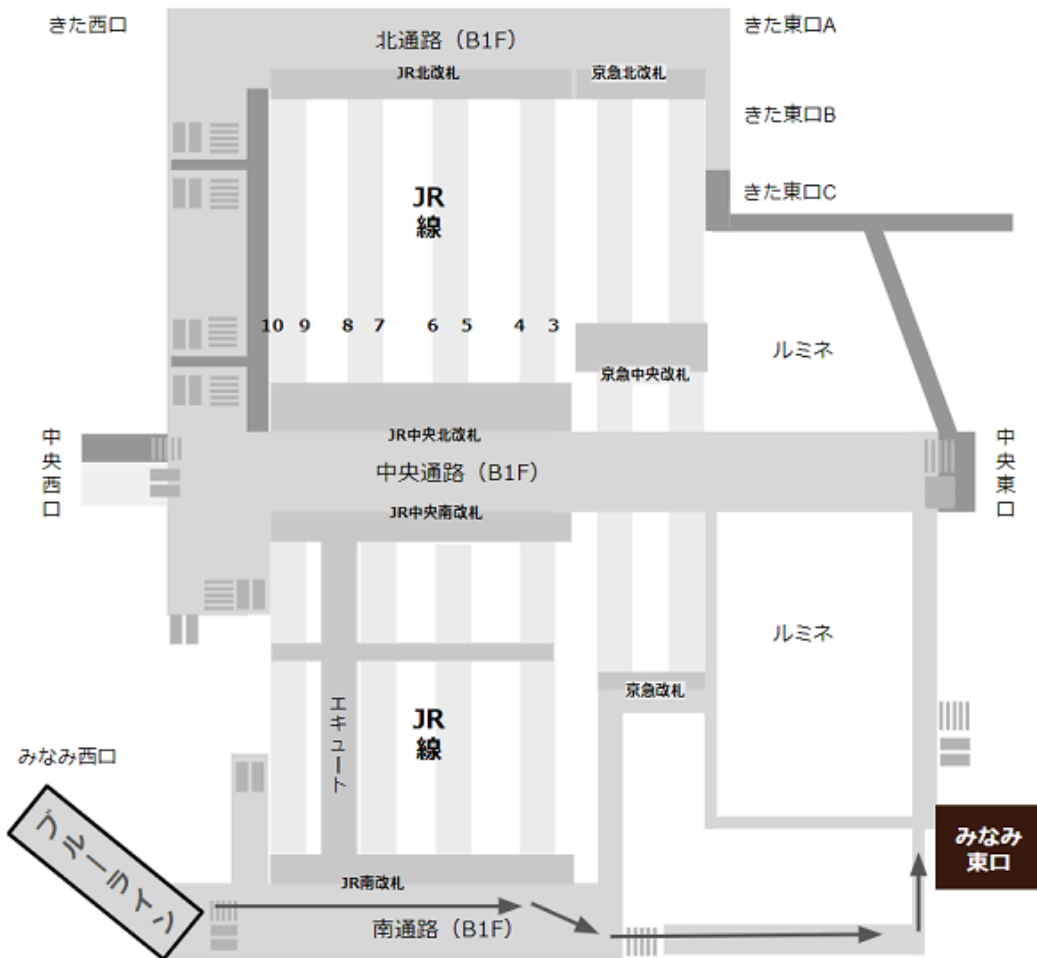 きた西口
北通路（B1F）
きた東口A
JR北改札
京急北改札
きた東口B
きた東口C
JR
線
10 9 8 7 6 5 4 3
ルミネ
京急中央改札
中央西口
JR中央北改札
中央通路（B1F）
中央東口
JR中央南改札
ルミネ
京急改札
エキュート
JR
線
みなみ西口
ブルーライン
みなみ
東口
JR南改札
南通路（B1F）